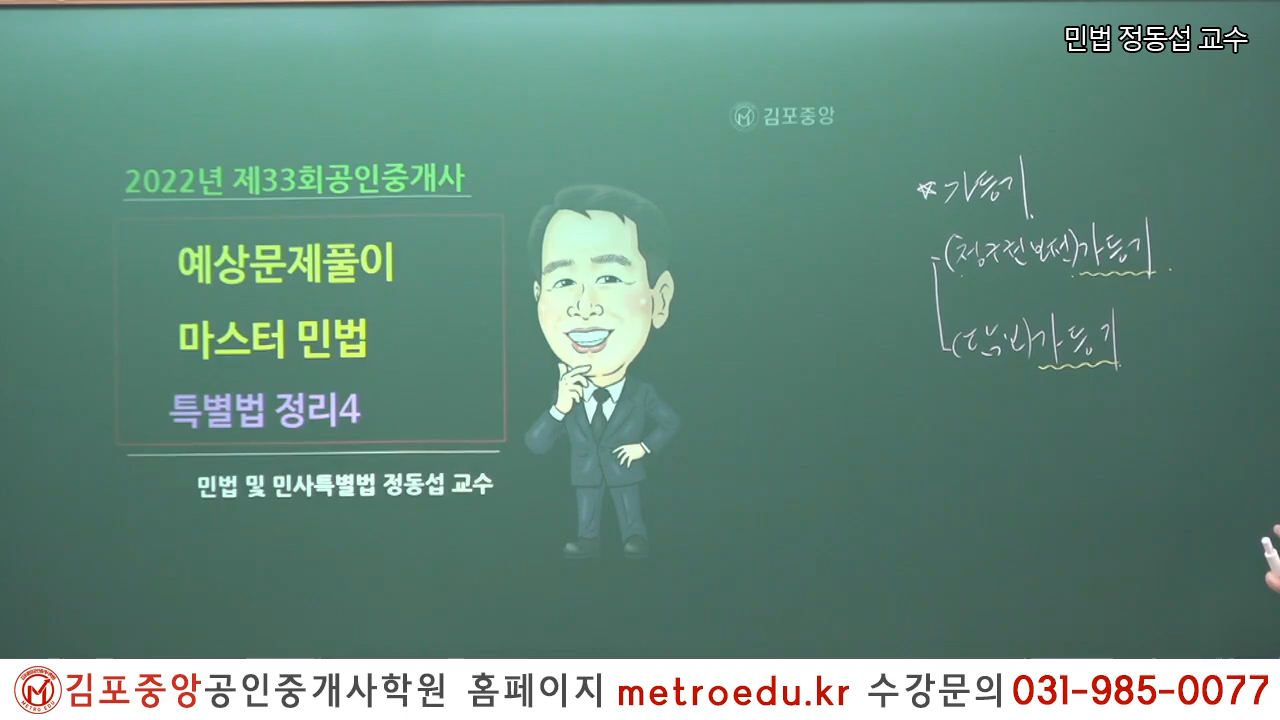 민법 정동섭 교수
김포중앙
2022년 제33회공인중개사
예상문제풀이
마스터 민법
특별법 정리4
민법 및 민사특별법 정동섭 교수
☆ 가등기
(청구권 보전)가등기
(담보)가등기
METRO EDU
김포중앙공인중개사학원 홈페이지 metroedu.kr 수강문의 031-985-0077